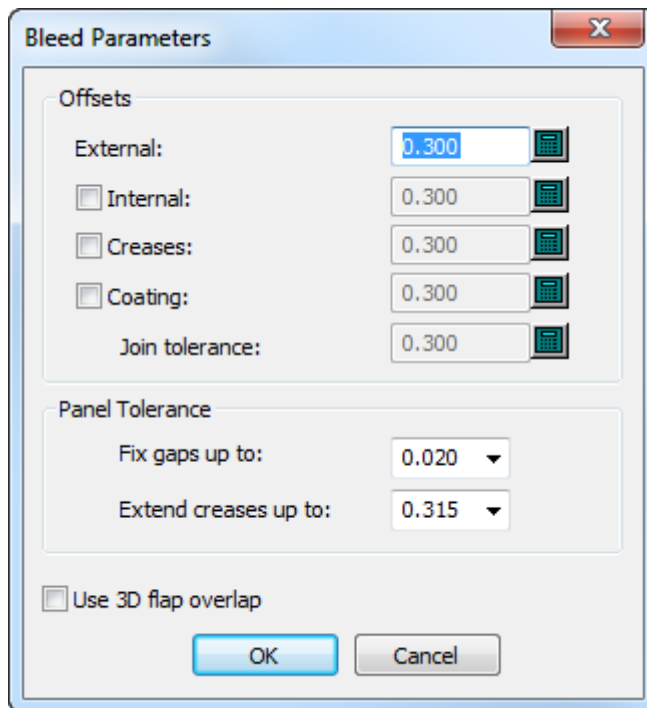 Bleed Parameters
Offsets
External: 0.300
Internal: 0.300
Creases: 0.300
Coating: 0.300
Join tolerance: 0.300
Panel Tolerance
Fix gaps up to: 0.020
Extend creases up to: 0.315
Use 3D flap overlap
OK Cancel